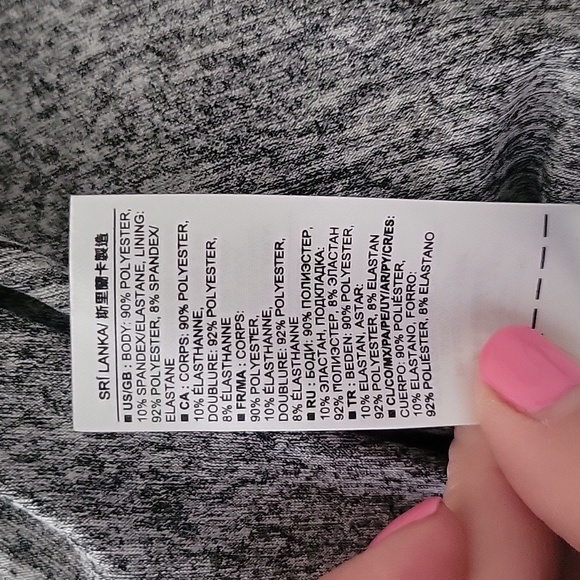 SRÍ LANKA/ 斯里蘭卡製造
■ US/GB : BODY: 90% POLYESTER,
10% SPANDEX/ELASTANE, LINING:
92% POLYESTER, 8% SPANDEX/
ELASTANE
■ CA : CORPS: 90% POLYESTER,
10% ÉLASTHANNE,
DOUBLURE: 92% POLYESTER,
8% ÉLASTHANNE
■ FR/MA : CORPS:
90% POLYESTER,
10% ÉLASTHANNE,
DOUBLURE: 92% POLYESTER,
8% ÉLASTHANNE
■ RU : БОДИ: 90% ПОЛИЭСТЕР,
10% ЭЛАСТАН, ПОДКЛАДКА:
92% ПОЛИЭСТЕР, 8% ЭЛАСТАН
■ TR : BEDEN: 90% POLYESTER,
10% ELASTAN, ASTAR:
92% POLYESTER, 8% ELASTAN
■ CL/CO/MX/PA/PE/UY/AR/PY/CR/ES:
CUERPO: 90% POLIÉSTER,
10% ELASTANO, FORRO:
92% POLIÉSTER, 8% ELASTANO